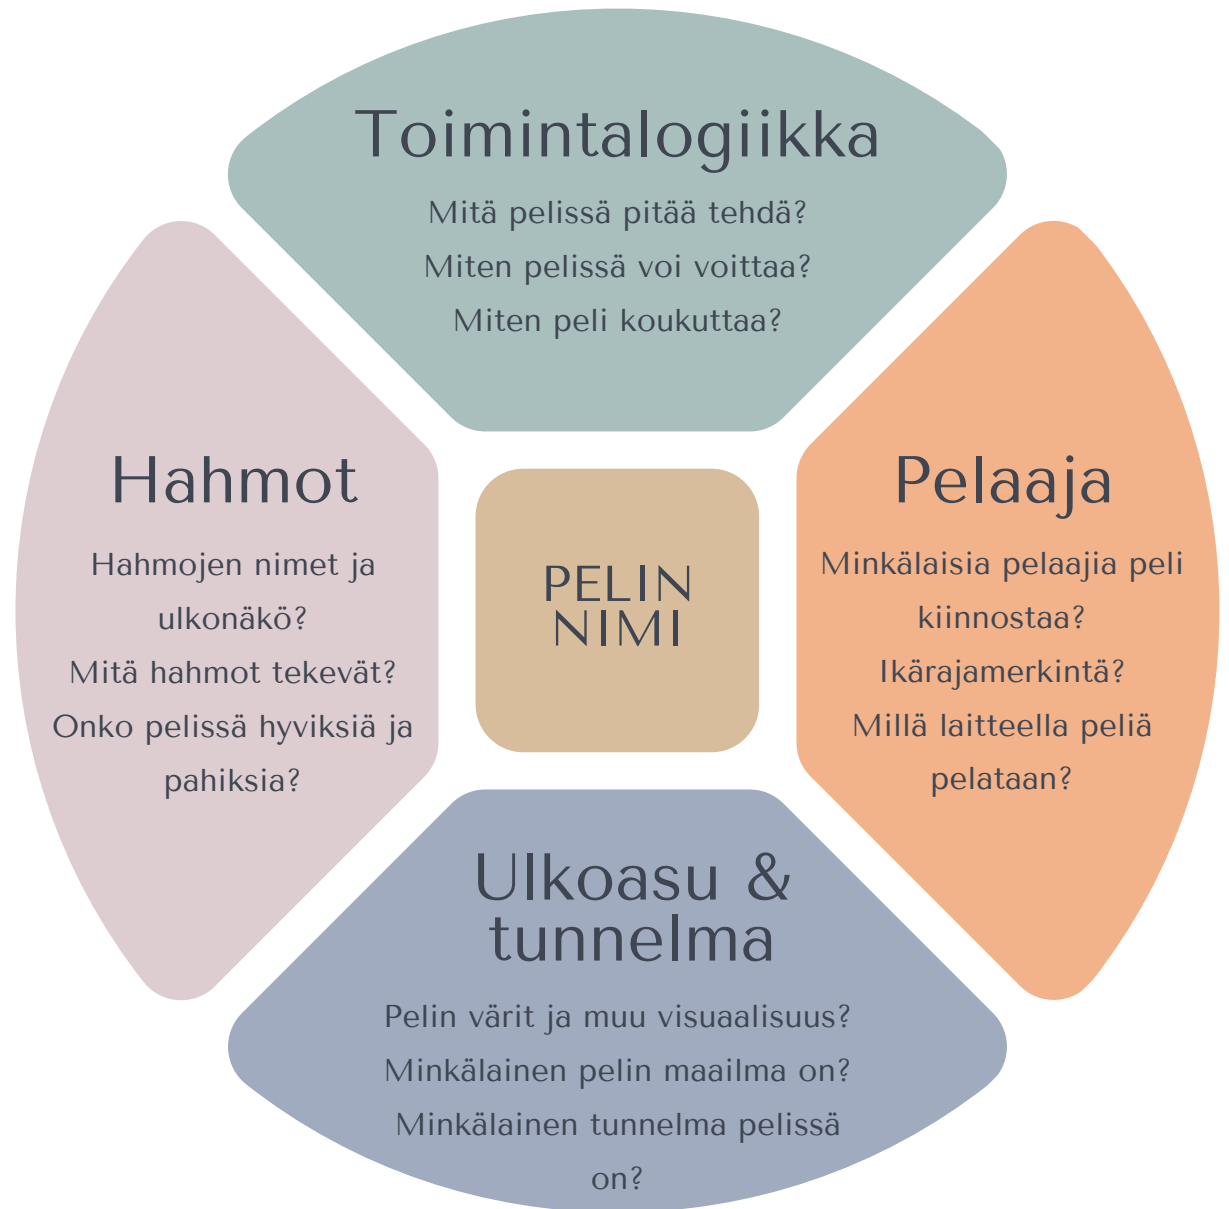 Toimintalogiikka
Mitä pelissä pitää tehdä?
Miten pelissä voi voittaa?
Miten peli koukuttaa?
Hahmot
Hahmojen nimet ja
ulkonäkö?
Mitä hahmot tekevät?
Onko pelissä hyviksiä ja
pahiksia?
PELIN
NIMI
Pelaaja
Minkälaisia pelaajia peli
kiinnostaa?
Ikärajamerkintä?
Millä laitteella peliä
pelataan?
Ulkoasu &
tunnelma
Pelin värit ja muu visuaalisuus?
Minkälainen pelin maailma on?
Minkälainen tunnelma pelissä
on?